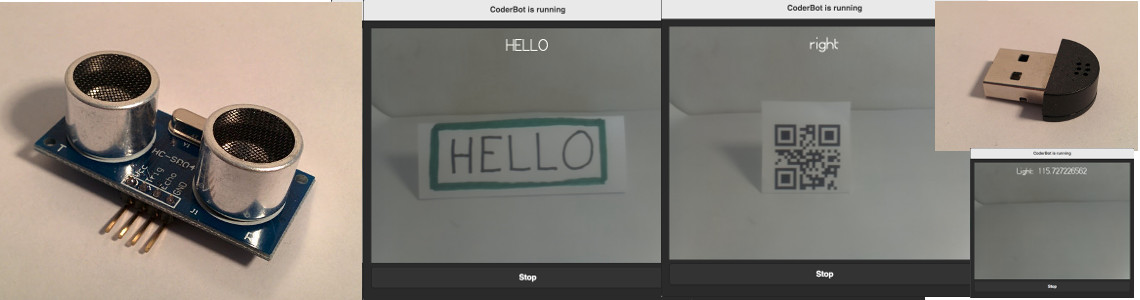 T
HC-SR04
Vcc
Trig
Echo
GND
J1
R
CoderBot is running
HELLO
HELLO
Stop
CoderBot is running
right
Stop
CoderBot is running
Light: 115.727226562
Stop